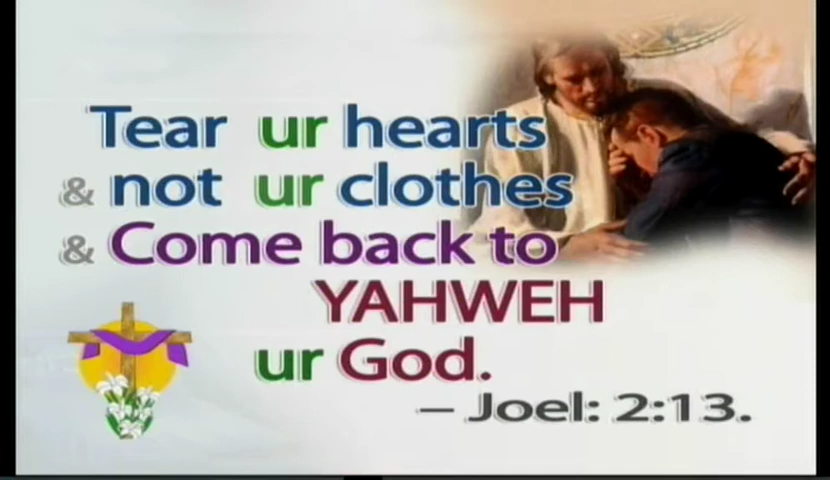 Tear ur hearts
& not ur clothes
& Come back to
YAHWEH
ur God.
– Joel: 2:13.